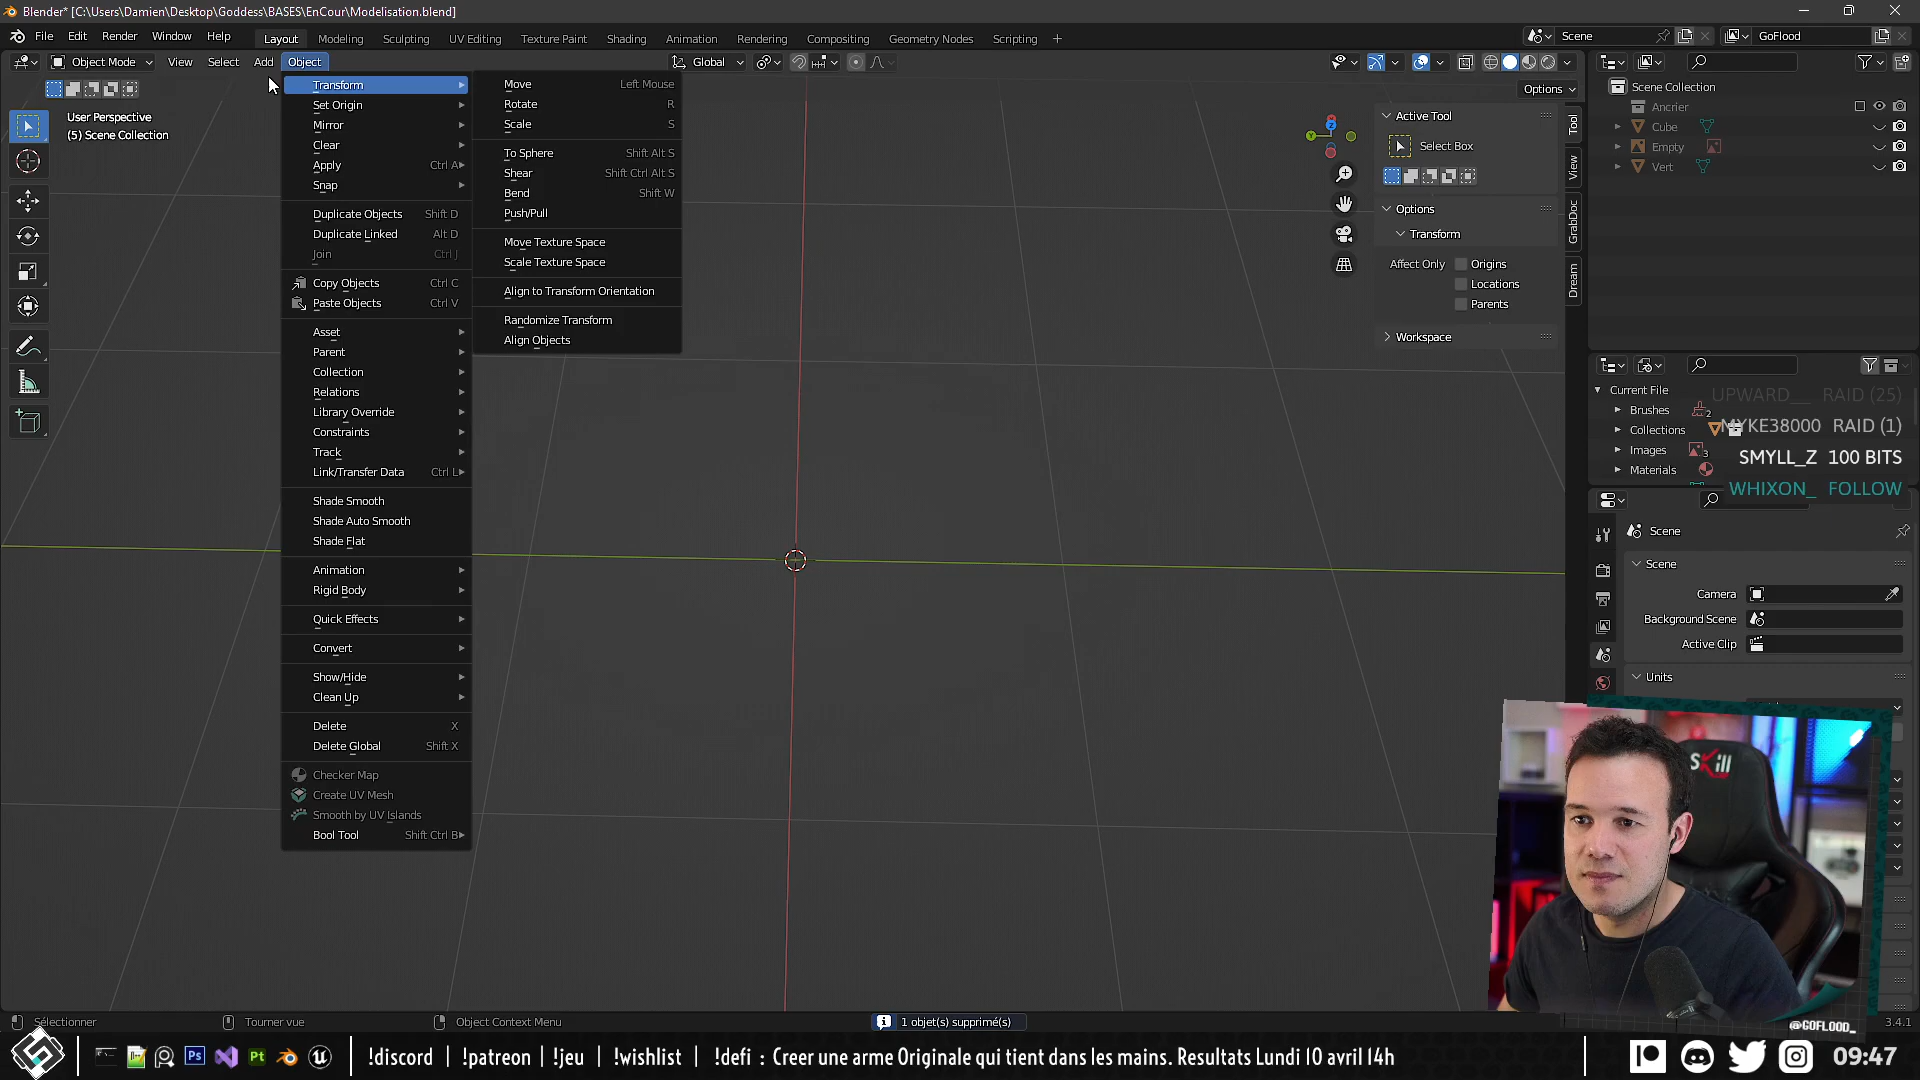 Blender* [C:\Users\Damien\Desktop\Goddess\BASES\EnCour\Modelisation.blend]
File Edit Render Window Help Layout Modeling Sculpting UV Editing Texture Paint Shading Animation Rendering Compositing Geometry Nodes Scripting + Scene GoFlood
Object Mode View Select Add Object Global
Options
User Perspective
(5) Scene Collection
Transform
Set Origin
Mirror
Clear
Apply Ctrl A
Snap
Duplicate Objects Shift D
Duplicate Linked Alt D
Join Ctrl J
Copy Objects Ctrl C
Paste Objects Ctrl V
Asset
Parent
Collection
Relations
Library Override
Constraints
Track
Link/Transfer Data Ctrl L
Shade Smooth
Shade Auto Smooth
Shade Flat
Animation
Rigid Body
Quick Effects
Convert
Show/Hide
Clean Up
Delete X
Delete Global Shift X
Checker Map
Create UV Mesh
Smooth by UV Islands
Bool Tool Shift Ctrl B
Move Left Mouse
Rotate R
Scale S
To Sphere Shift Alt S
Shear Shift Ctrl Alt S
Bend Shift W
Push/Pull
Move Texture Space
Scale Texture Space
Align to Transform Orientation
Randomize Transform
Align Objects
Z
Y
Active Tool
Select Box
Options
Transform
Affect Only Origins
Locations
Parents
Workspace
Tool
View
GrabDoc
Dream
Scene Collection
Ancrier
Cube
Empty
Vert
Current File
Brushes 2
Collections
Images 3
Materials
UPWARD__ RAID (25)
MYKE38000 RAID (1)
SMYLL_Z 100 BITS
WHIXON_ FOLLOW
Scene
Scene
Camera
Background Scene
Active Clip
Units
SKILL
@GOFLOOD_
Sélectionner Tourner vue Object Context Menu 1 objet(s) supprimé(s) 3.4.1
Ps Pt !discord | !patreon | !jeu | !wishlist | !defi : Creer une arme Originale qui tient dans les mains. Resultats Lundi 10 avril 14h 09:47